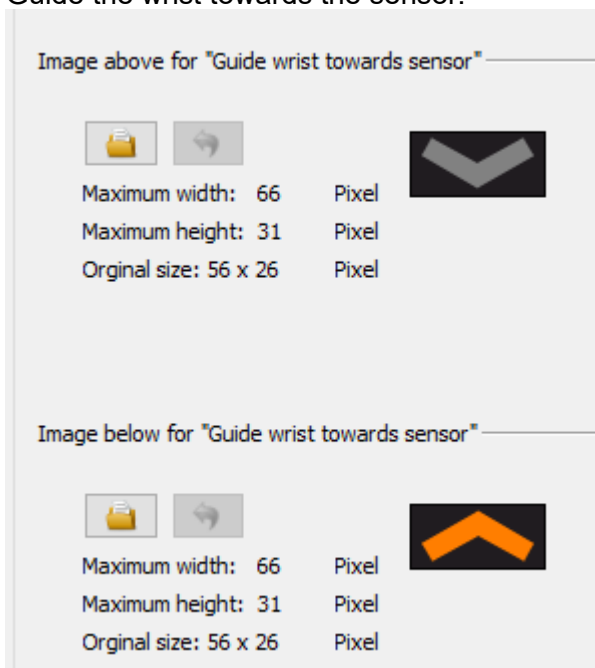 Guide the wrist towards the sensor.
Image above for "Guide wrist towards sensor"
Maximum width: 66 Pixel
Maximum height: 31 Pixel
Orginal size: 56 x 26 Pixel
Image below for "Guide wrist towards sensor"
Maximum width: 66 Pixel
Maximum height: 31 Pixel
Orginal size: 56 x 26 Pixel